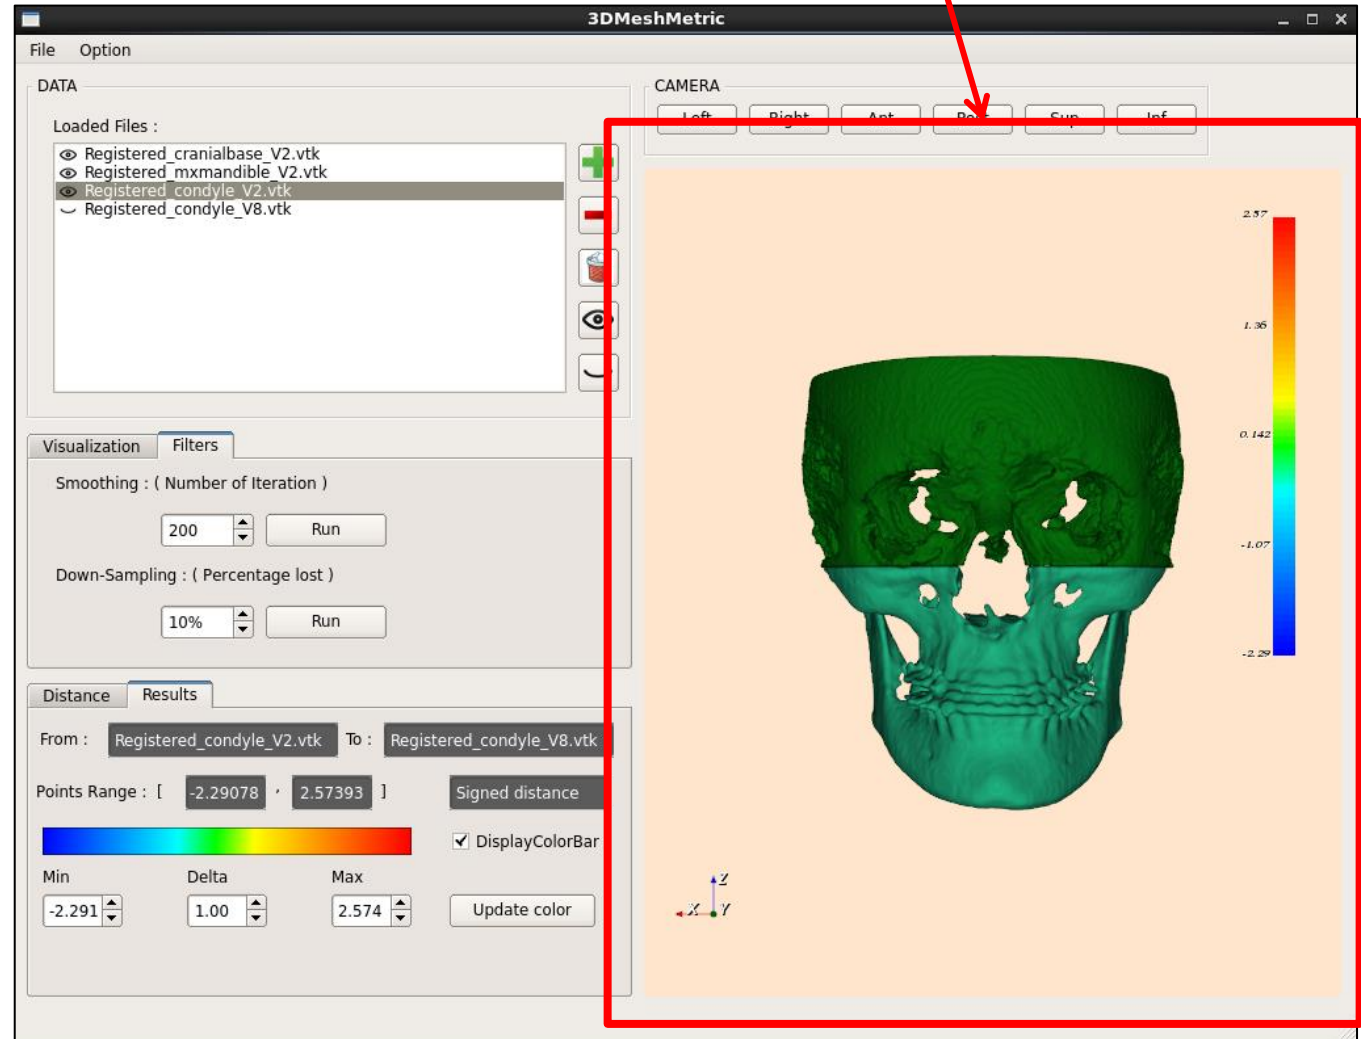 3DMeshMetric
File Option
DATA
Loaded Files :
Registered_cranialbase_V2.vtk
Registered_mxmandible_V2.vtk
Registered_condyle_V2.vtk
Registered_condyle_V8.vtk
Visualization Filters
Smoothing : ( Number of Iteration )
200 Run
Down-Sampling : ( Percentage lost )
10% Run
Distance Results
From : Registered_condyle_V2.vtk To : Registered_condyle_V8.vtk
Points Range : [ -2.29078 , 2.57393 ] Signed distance
DisplayColorBar
Min Delta Max
-2.291 1.00 2.574 Update color
CAMERA
Left Right Ant Post Sup Inf
2.57
1.36
0.142
-1.07
-2.29
Z
X Y